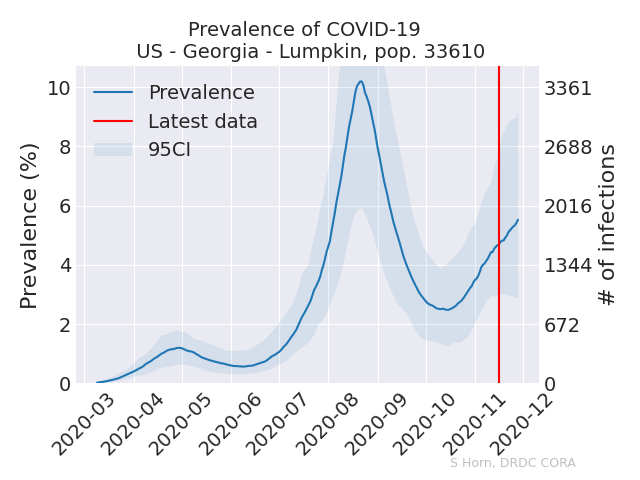 Prevalence of COVID-19
US - Georgia - Lumpkin, pop. 33610
Prevalence
Latest data
95CI
Prevalence (%)
10
8
6
4
2
0
3361
2688
2016
1344
672
0
# of infections
2020-03
2020-04
2020-05
2020-06
2020-07
2020-08
2020-09
2020-10
2020-11
2020-12
S Horn, DRDC CORA